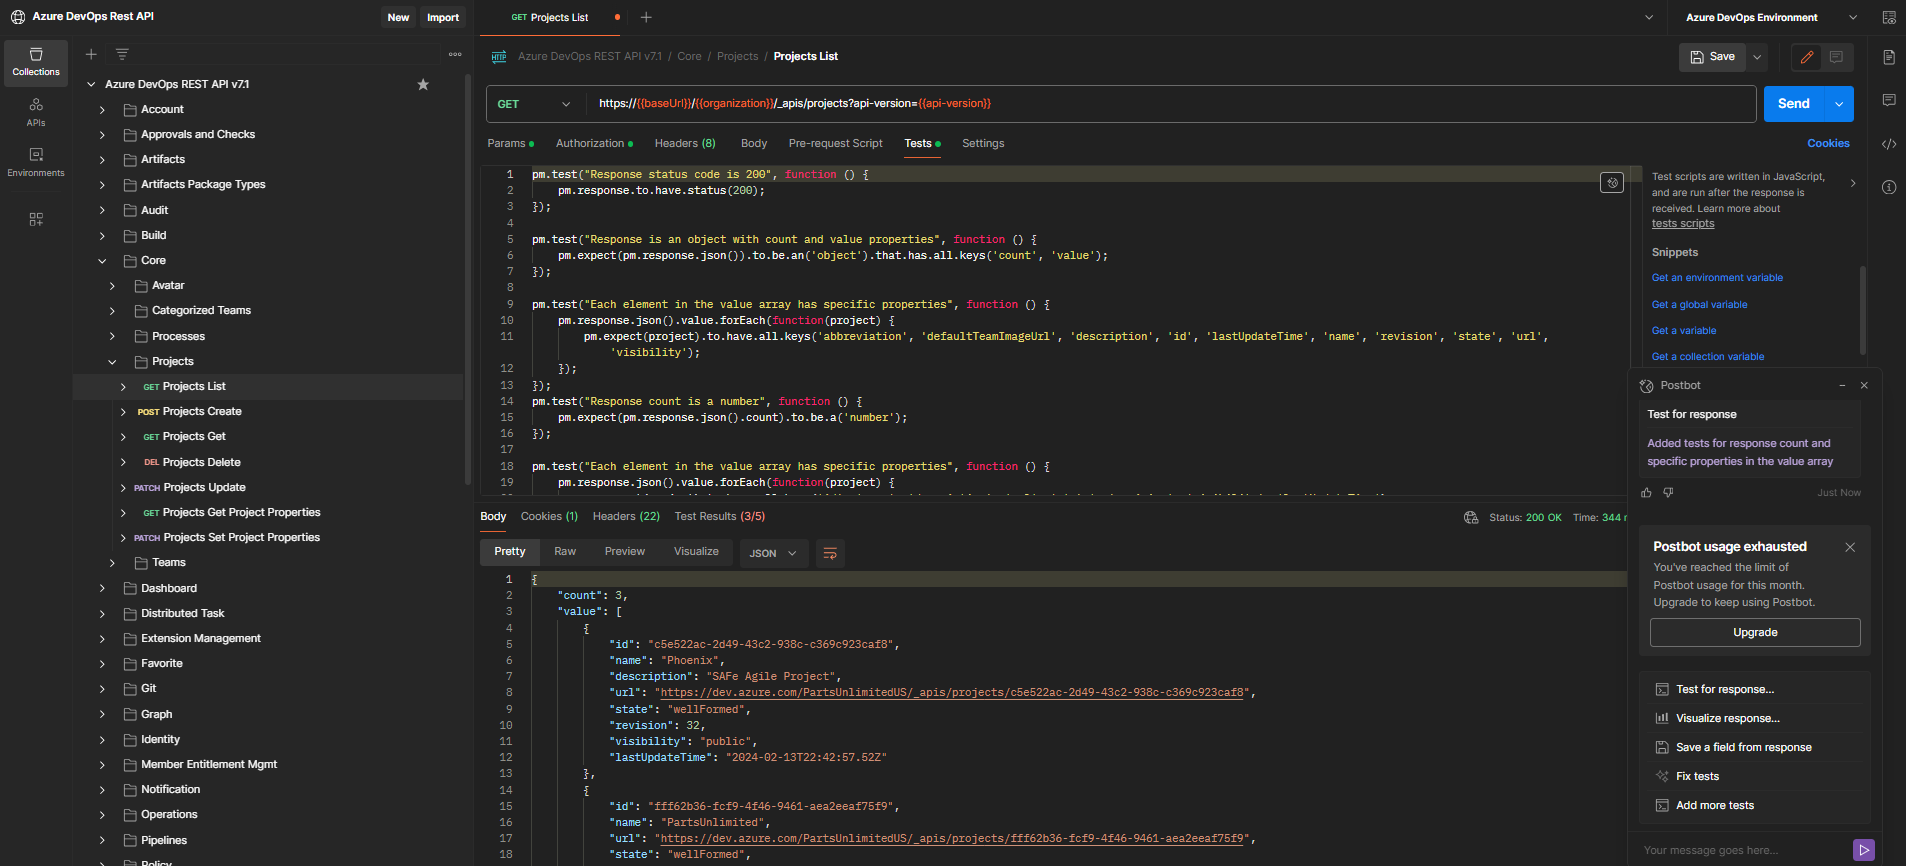 Azure DevOps Rest API
New
Import
GET Projects List
Azure DevOps Environment
Collections
APIs
Environments
Azure DevOps REST API v7.1
Account
Approvals and Checks
Artifacts
Artifacts Package Types
Audit
Build
Core
Avatar
Categorized Teams
Processes
Projects
GET Projects List
POST Projects Create
GET Projects Get
DEL Projects Delete
PATCH Projects Update
GET Projects Get Project Properties
PATCH Projects Set Project Properties
Teams
Dashboard
Distributed Task
Extension Management
Favorite
Git
Graph
Identity
Member Entitlement Mgmt
Notification
Operations
Pipelines
Policy
HTTP Azure DevOps REST API v7.1 / Core / Projects / Projects List
Save
GET
https://{{baseUrl}}/{{organization}}/_apis/projects?api-version={{api-version}}
Send
Params
Authorization
Headers (8)
Body
Pre-request Script
Tests
Settings
Cookies
1 pm.test("Response status code is 200", function () {
2 pm.response.to.have.status(200);
3 });
4
5 pm.test("Response is an object with count and value properties", function () {
6 pm.expect(pm.response.json()).to.be.an('object').that.has.all.keys('count', 'value');
7 });
8
9 pm.test("Each element in the value array has specific properties", function () {
10 pm.response.json().value.forEach(function(project) {
11 pm.expect(project).to.have.all.keys('abbreviation', 'defaultTeamImageUrl', 'description', 'id', 'lastUpdateTime', 'name', 'revision', 'state', 'url',
'visibility');
12 });
13 });
14 pm.test("Response count is a number", function () {
15 pm.expect(pm.response.json().count).to.be.a('number');
16 });
17
18 pm.test("Each element in the value array has specific properties", function () {
19 pm.response.json().value.forEach(function(project) {
Test scripts are written in JavaScript,
and are run after the response is
received. Learn more about
tests scripts
Snippets
Get an environment variable
Get a global variable
Get a variable
Get a collection variable
Body
Cookies (1)
Headers (22)
Test Results (3/5)
Status: 200 OK
Time: 344
Pretty
Raw
Preview
Visualize
JSON
1 {
2 "count": 3,
3 "value": [
4 {
5 "id": "c5e522ac-2d49-43c2-938c-c369c923caf8",
6 "name": "Phoenix",
7 "description": "SAFe Agile Project",
8 "url": "https://dev.azure.com/PartsUnlimitedUS/_apis/projects/c5e522ac-2d49-43c2-938c-c369c923caf8",
9 "state": "wellFormed",
10 "revision": 32,
11 "visibility": "public",
12 "lastUpdateTime": "2024-02-13T22:42:57.52Z"
13 },
14 {
15 "id": "fff62b36-fcf9-4f46-9461-aea2eeaf75f9",
16 "name": "PartsUnlimited",
17 "url": "https://dev.azure.com/PartsUnlimitedUS/_apis/projects/fff62b36-fcf9-4f46-9461-aea2eeaf75f9",
18 "state": "wellFormed",
Postbot
Test for response
Added tests for response count and
specific properties in the value array
Just Now
Postbot usage exhausted
You've reached the limit of
Postbot usage for this month.
Upgrade to keep using Postbot.
Upgrade
Test for response...
Visualize response...
Save a field from response
Fix tests
Add more tests
Your message goes here...